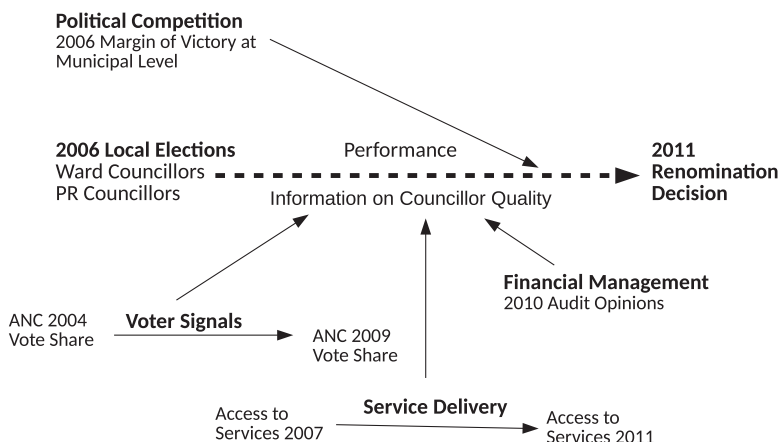 Political Competition
2006 Margin of Victory at
Municipal Level
2006 Local Elections
Ward Councillors
PR Councillors
Performance
Information on Councillor Quality
2011
Renomination
Decision
Financial Management
2010 Audit Opinions
ANC 2004
Vote Share
Voter Signals
ANC 2009
Vote Share
Service Delivery
Access to
Services 2007
Access to
Services 2011